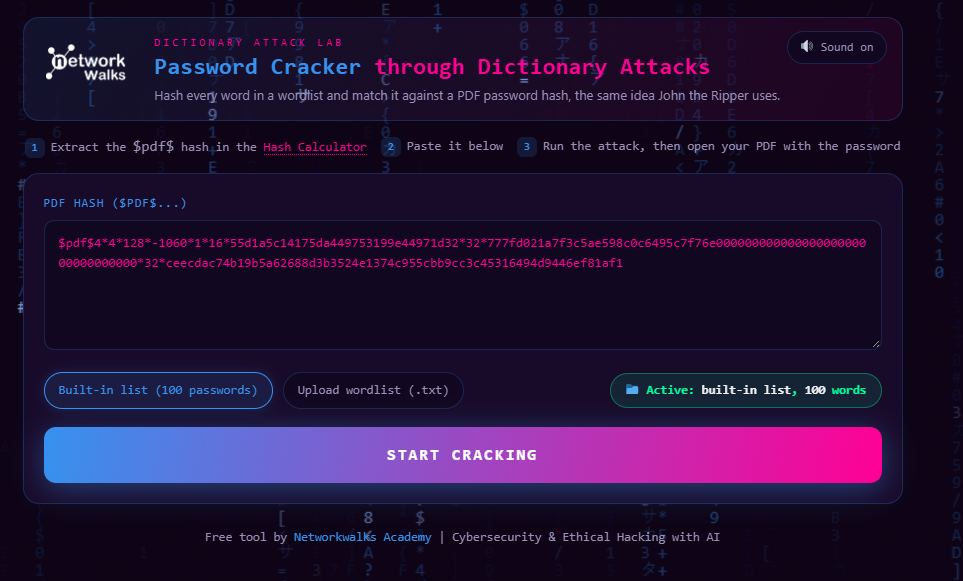 networkwalks
DICTIONARY ATTACK LAB
Password Cracker through Dictionary Attacks
Hash every word in a wordlist and match it against a PDF password hash, the same idea John the Ripper uses.
Sound on
1 Extract the $pdf$ hash in the Hash Calculator 2 Paste it below 3 Run the attack, then open your PDF with the password
PDF HASH ($PDF$...)
$pdf$4*4*128*-1060*1*16*55d1a5c14175da449753199e44971d32*32*777fd021a7f3c5ae598c0c6495c7f76e0000000000000000000
0000000000000*32*ceecdac74b19b5a62688d3b3524e1374c955cbb9cc3c45316494d9446ef81af1
Built-in list (100 passwords)
Upload wordlist (.txt)
Active: built-in list, 100 words
START CRACKING
Free tool by Networkwalks Academy | Cybersecurity & Ethical Hacking with AI